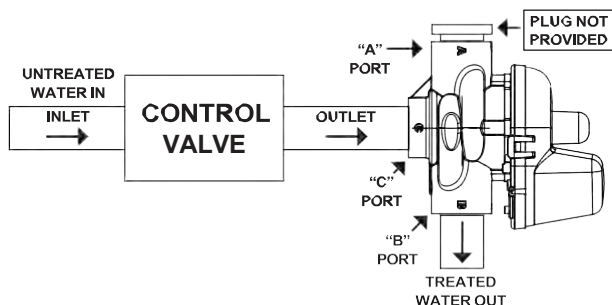 PLUG NOT
PROVIDED
"A"
PORT
A
UNTREATED
WATER IN
INLET
CONTROL
VALVE
OUTLET
"C"
PORT
B
"B"
PORT
TREATED
WATER OUT